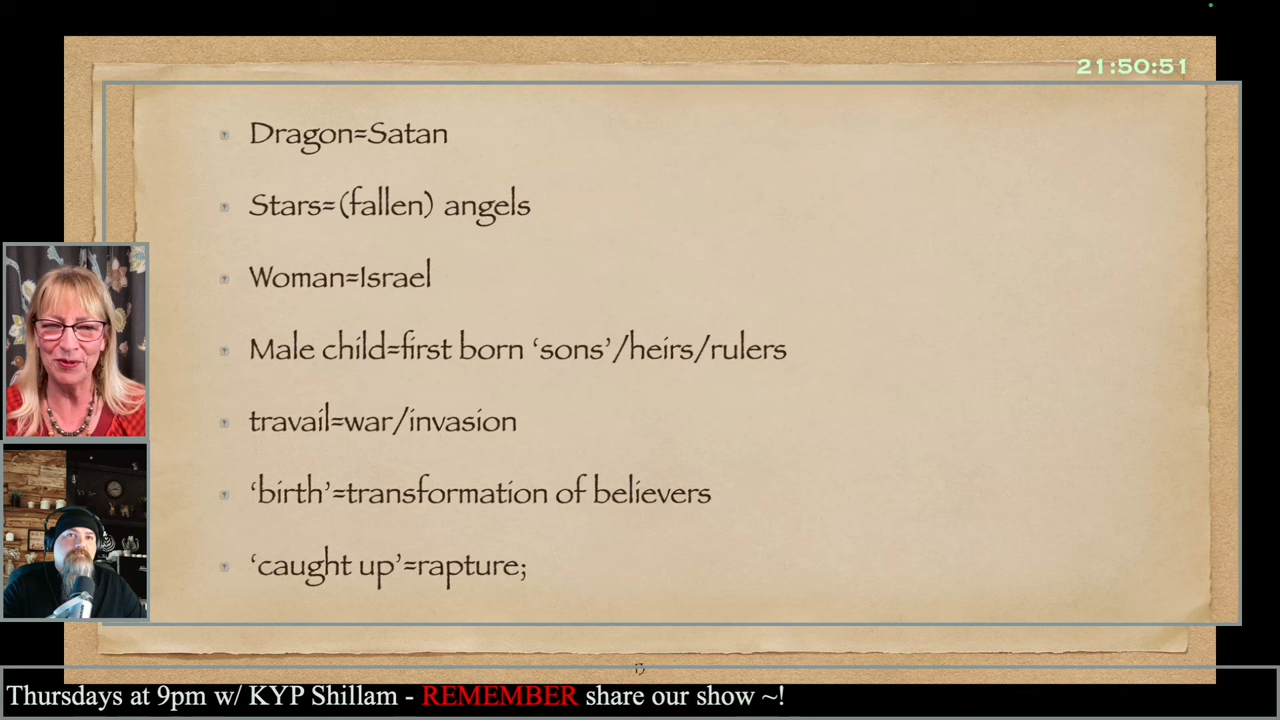 21:50:51
Dragon=Satan
Stars=(fallen) angels
Woman=Israel
Male child=first born ‘sons’/heirs/rulers
travail=war/invasion
‘birth’=transformation of believers
‘caught up’=rapture;
Thursdays at 9pm w/ KYP Shillam - REMEMBER share our show ~!